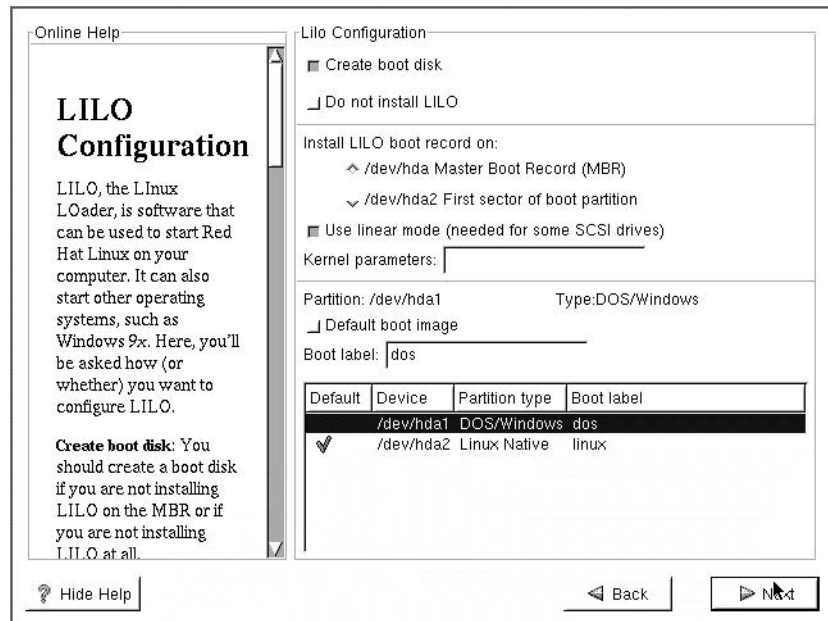 Online Help
LILO
Configuration
LILO, the LInux
LOader, is software that
can be used to start Red
Hat Linux on your
computer. It can also
start other operating
systems, such as
Windows 9x. Here, you'll
be asked how (or
whether) you want to
configure LILO.
Create boot disk: You
should create a boot disk
if you are not installing
LILO on the MBR or if
you are not installing
LILO at all.
Lilo Configuration
Create boot disk
Do not install LILO
Install LILO boot record on:
/dev/hda Master Boot Record (MBR)
/dev/hda2 First sector of boot partition
Use linear mode (needed for some SCSI drives)
Kernel parameters:
Partition: /dev/hda1 Type:DOS/Windows
Default boot image
Boot label: dos
Default Device Partition type Boot label
/dev/hda1 DOS/Windows dos
/dev/hda2 Linux Native linux
Hide Help
Back
Next